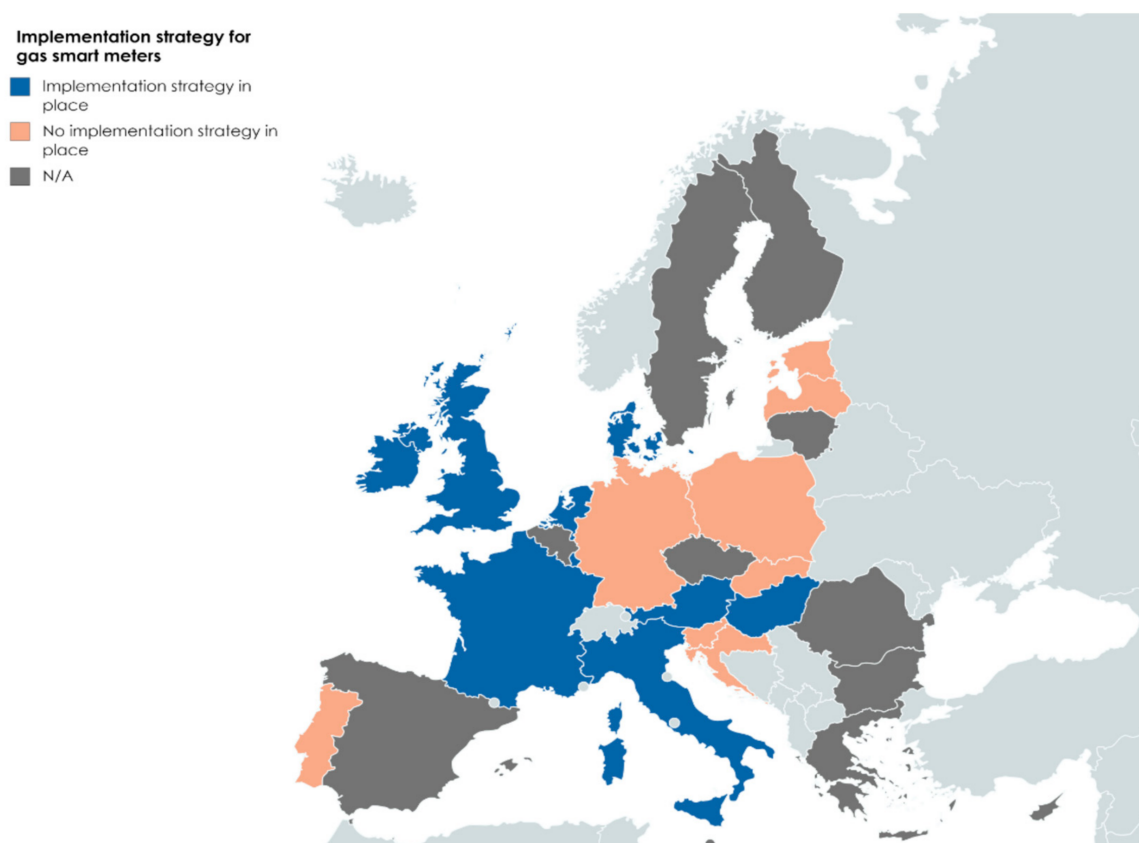 Implementation strategy for
gas smart meters
Implementation strategy in
place
No implementation strategy in
place
N/A